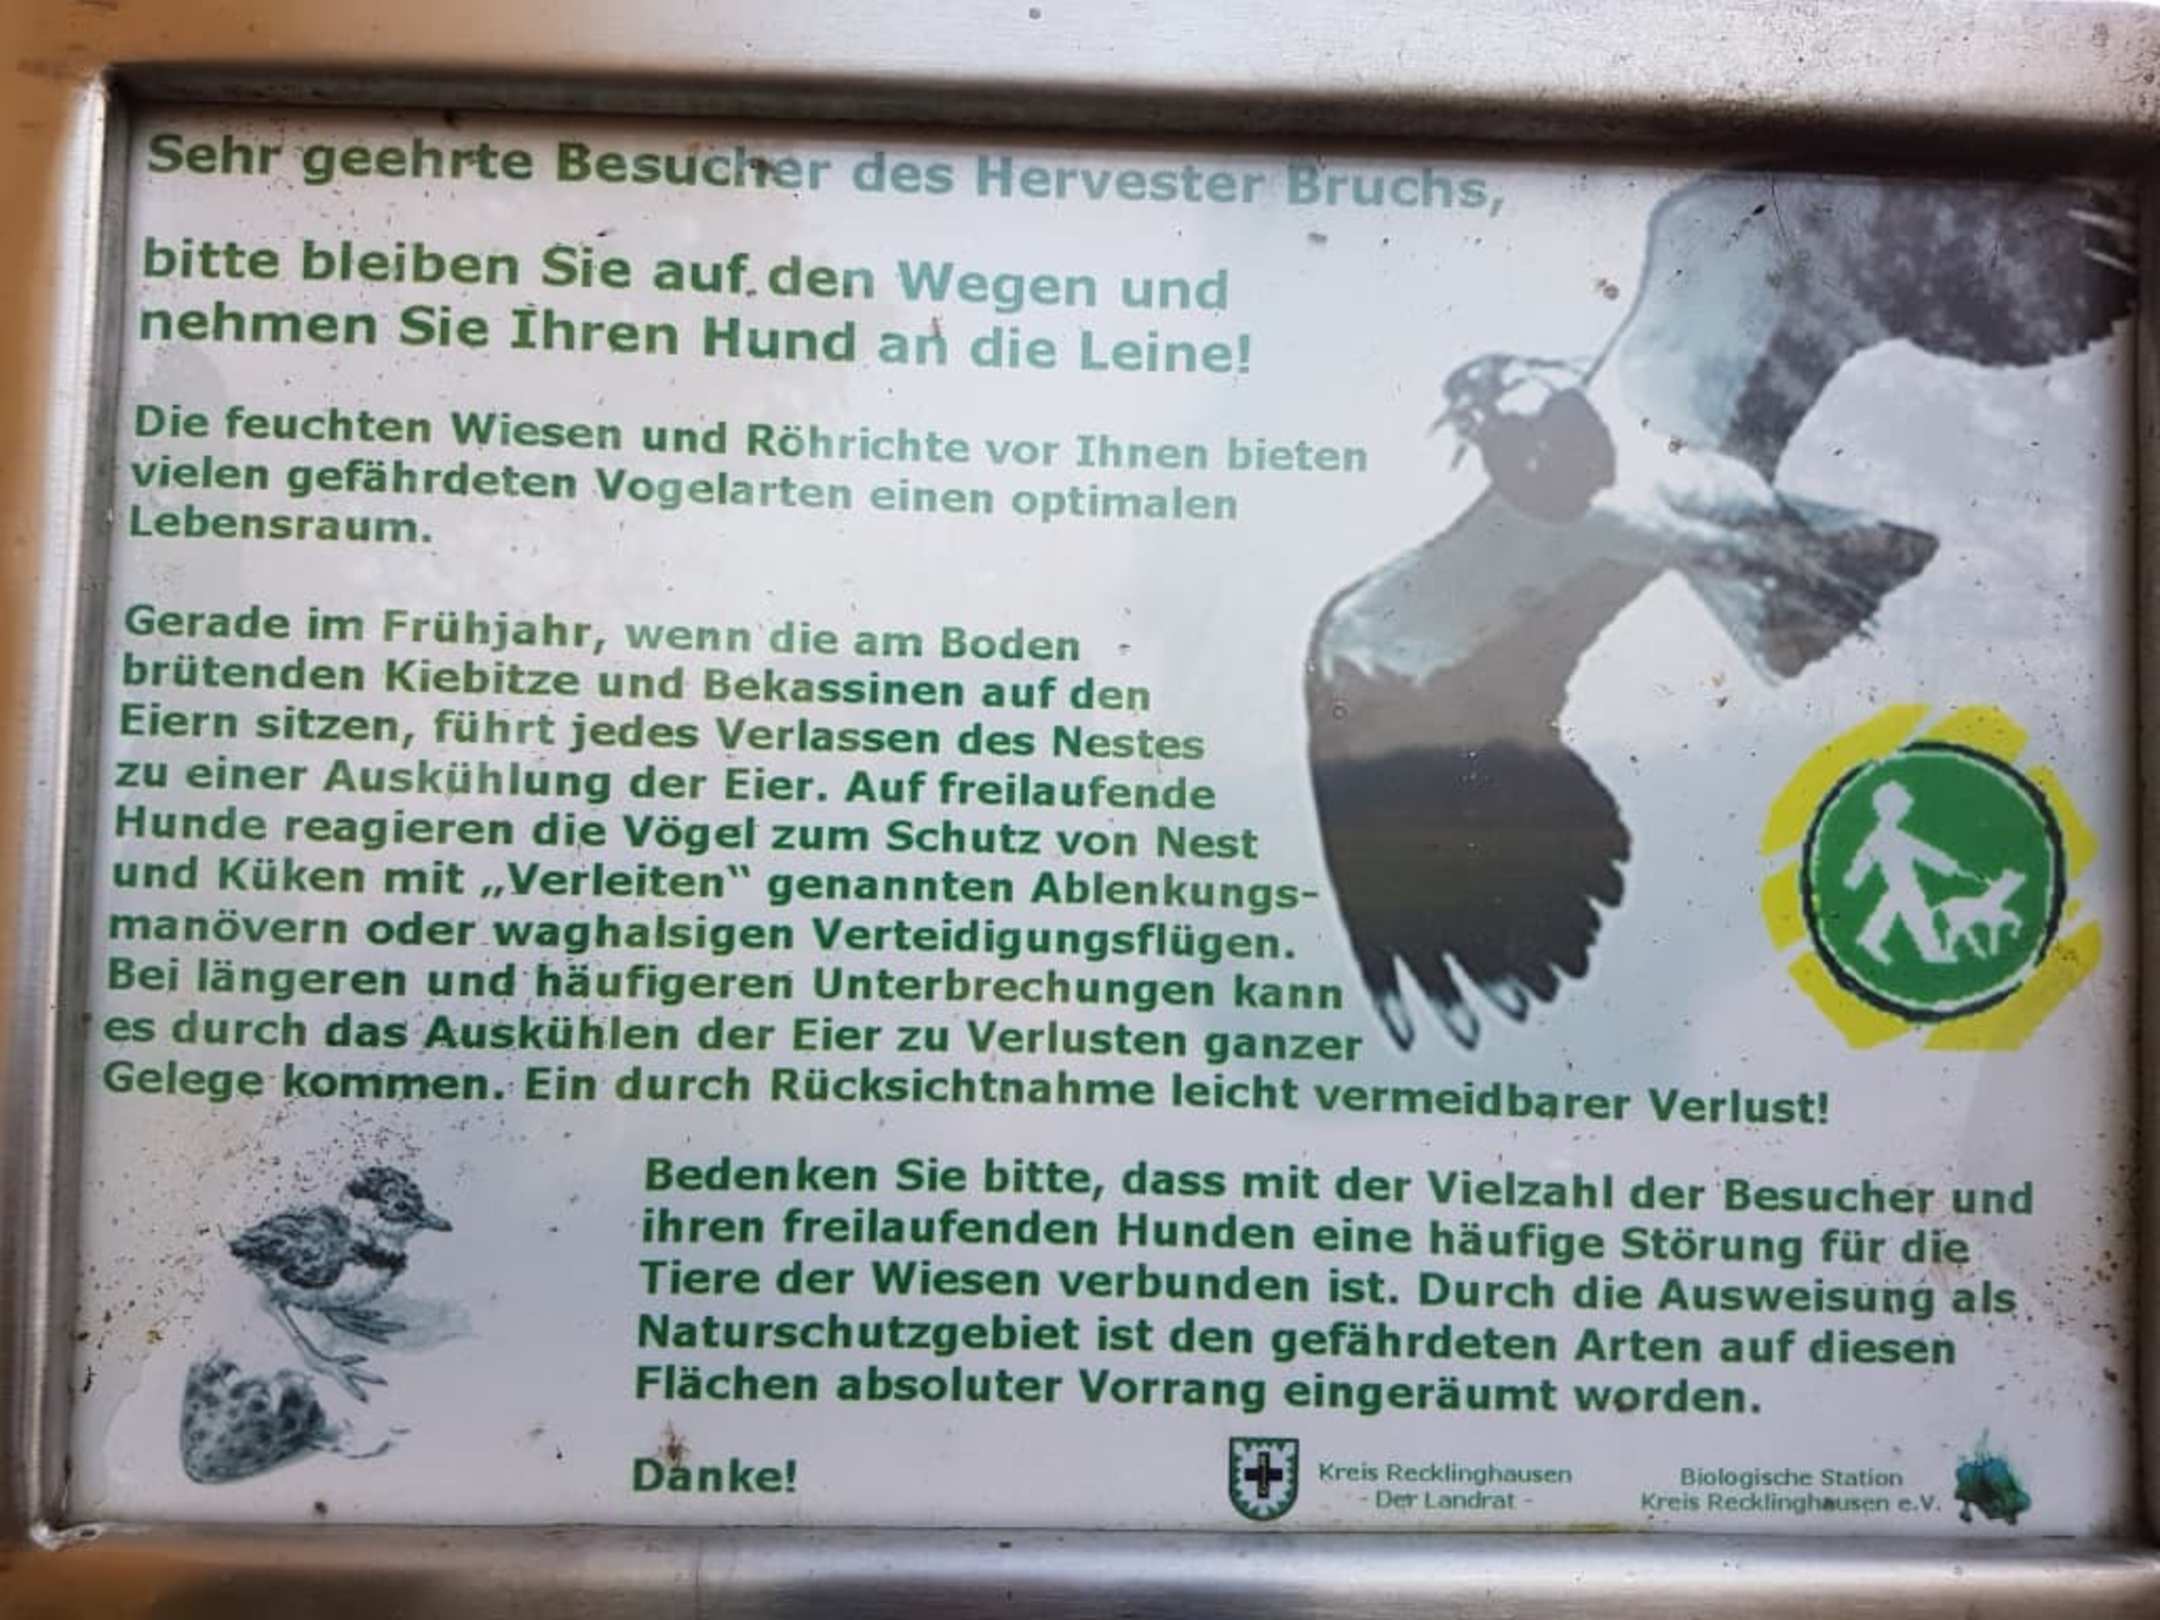 Sehr geehrte Besucher des Hervester Bruchs,
bitte bleiben Sie auf den Wegen und
nehmen Sie Ihren Hund an die Leine!
Die feuchten Wiesen und Röhrichte vor Ihnen bieten
vielen gefährdeten Vogelarten einen optimalen
Lebensraum.
Gerade im Frühjahr, wenn die am Boden
brütenden Kiebitze und Bekassinen auf den
Eiern sitzen, führt jedes Verlassen des Nestes
zu einer Auskühlung der Eier. Auf freilaufende
Hunde reagieren die Vögel zum Schutz von Nest
und Küken mit „Verleiten“ genannten Ablenkungs-
manövern oder waghalsigen Verteidigungsflügen.
Bei längeren und häufigeren Unterbrechungen kann
es durch das Auskühlen der Eier zu Verlusten ganzer
Gelege kommen. Ein durch Rücksichtnahme leicht vermeidbarer Verlust!
Bedenken Sie bitte, dass mit der Vielzahl der Besucher und
ihren freilaufenden Hunden eine häufige Störung für die
Tiere der Wiesen verbunden ist. Durch die Ausweisung als
Naturschutzgebiet ist den gefährdeten Arten auf diesen
Flächen absoluter Vorrang eingeräumt worden.
Danke!
Kreis Recklinghausen
- Der Landrat -
Biologische Station
Kreis Recklinghausen e.V.